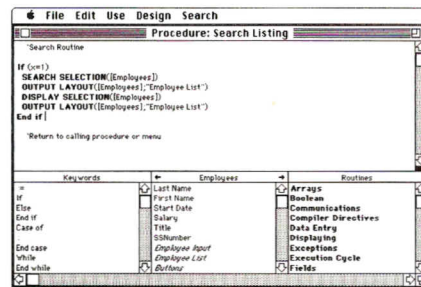 File Edit Use Design Search
Procedure: Search Listing
`Search Routine
If (x=1)
SEARCH SELECTION([Employees])
OUTPUT LAYOUT([Employees];"Employee List")
DISPLAY SELECTION([Employees])
OUTPUT LAYOUT([Employees];"Employee List")
End if
`Return to calling procedure or menu
Keywords
:=
If
Else
End if
Case of
:
End case
While
End while
← Employees →
Last Name
First Name
Start Date
Salary
Title
SSNumber
Employee Input
Employee List
Buttons
Routines
Arrays
Boolean
Communications
Compiler Directives
Data Entry
Displaying
Exceptions
Execution Cycle
Fields